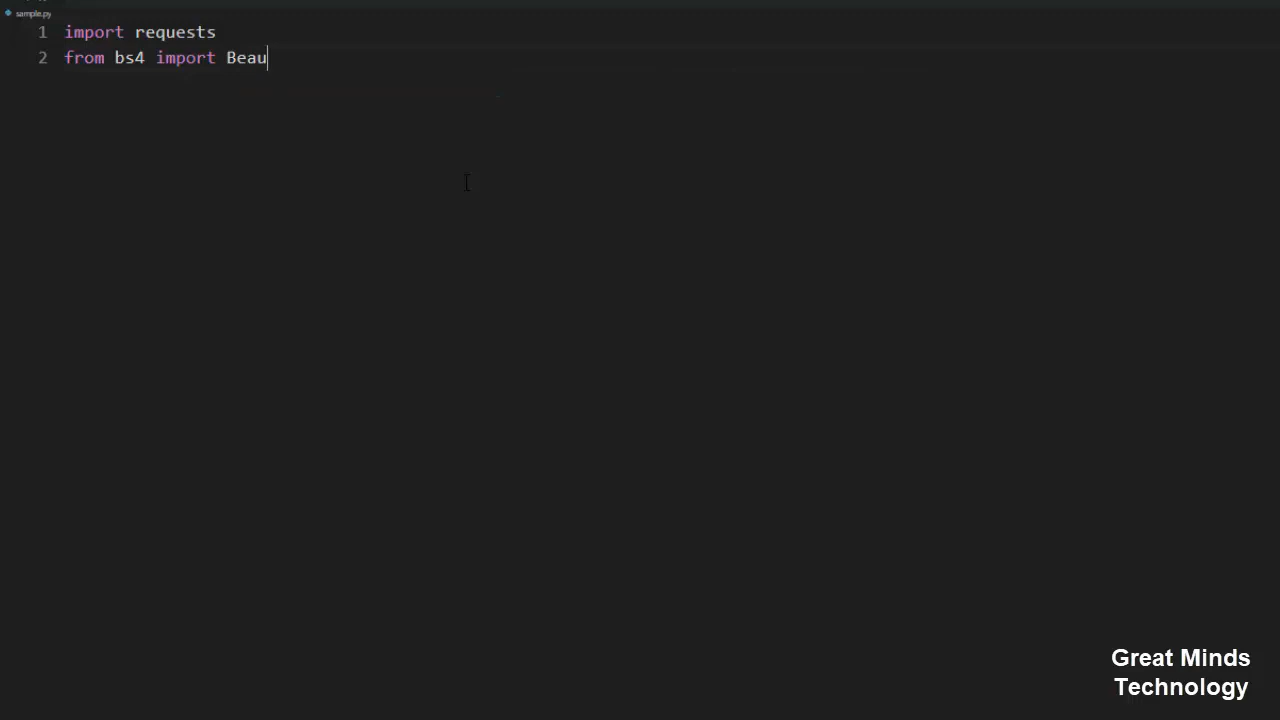 sample.py
1 import requests
2 from bs4 import Beau
Great Minds
Technology